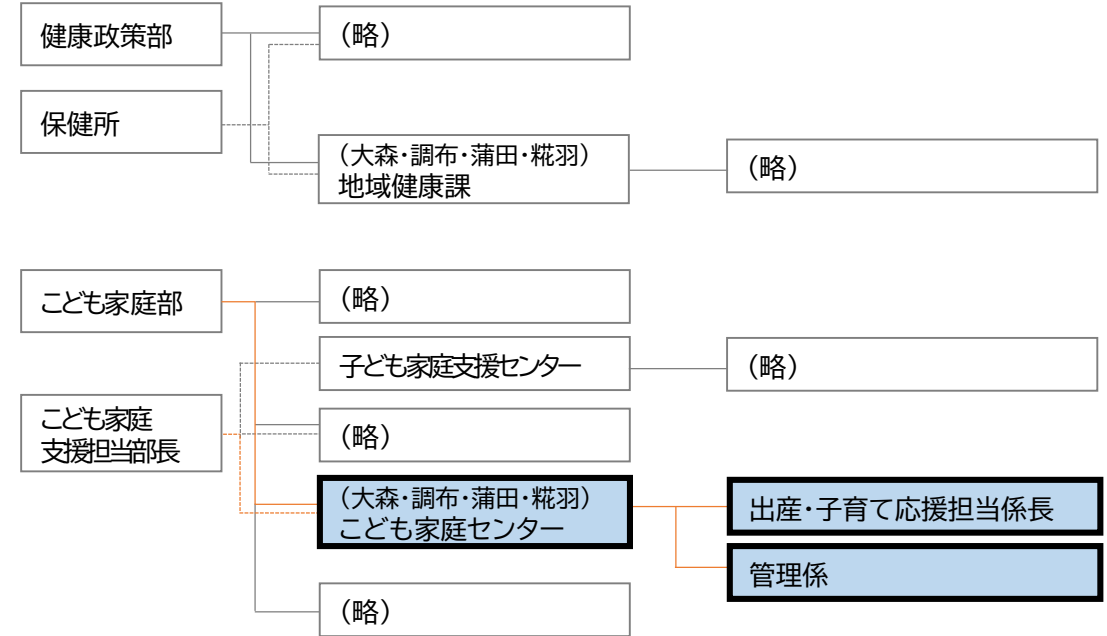 健康政策部
（略）
保健所
（大森・調布・蒲田・糀羽）
地域健康課
（略）
こども家庭部
（略）
子ども家庭支援センター
（略）
こども家庭
支援担当部長
（略）
（大森・調布・蒲田・糀羽）
こども家庭センター
出産・子育て応援担当係長
管理係
（略）